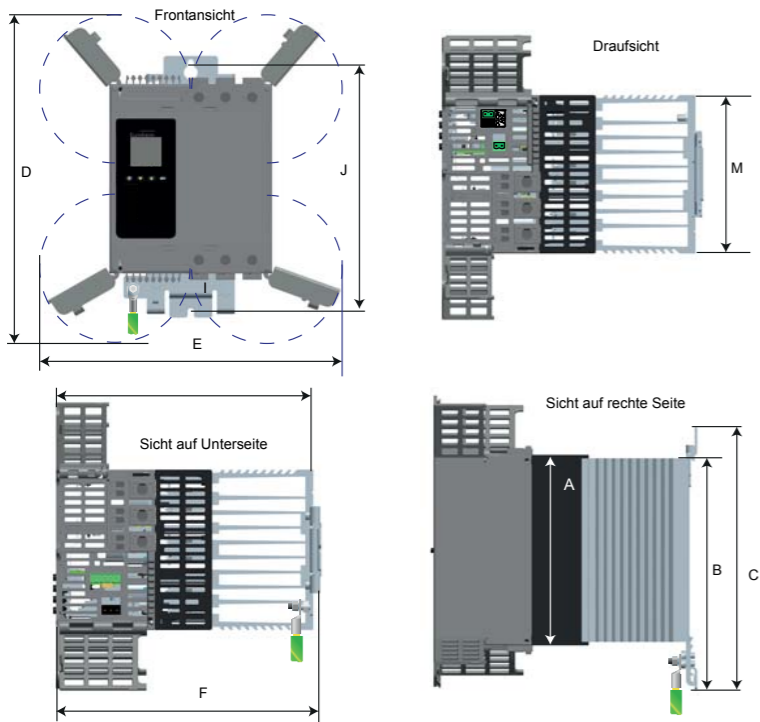 Frontansicht
D
J
I
E
Draufsicht
M
Sicht auf Unterseite
F
Sicht auf rechte Seite
A
B
C